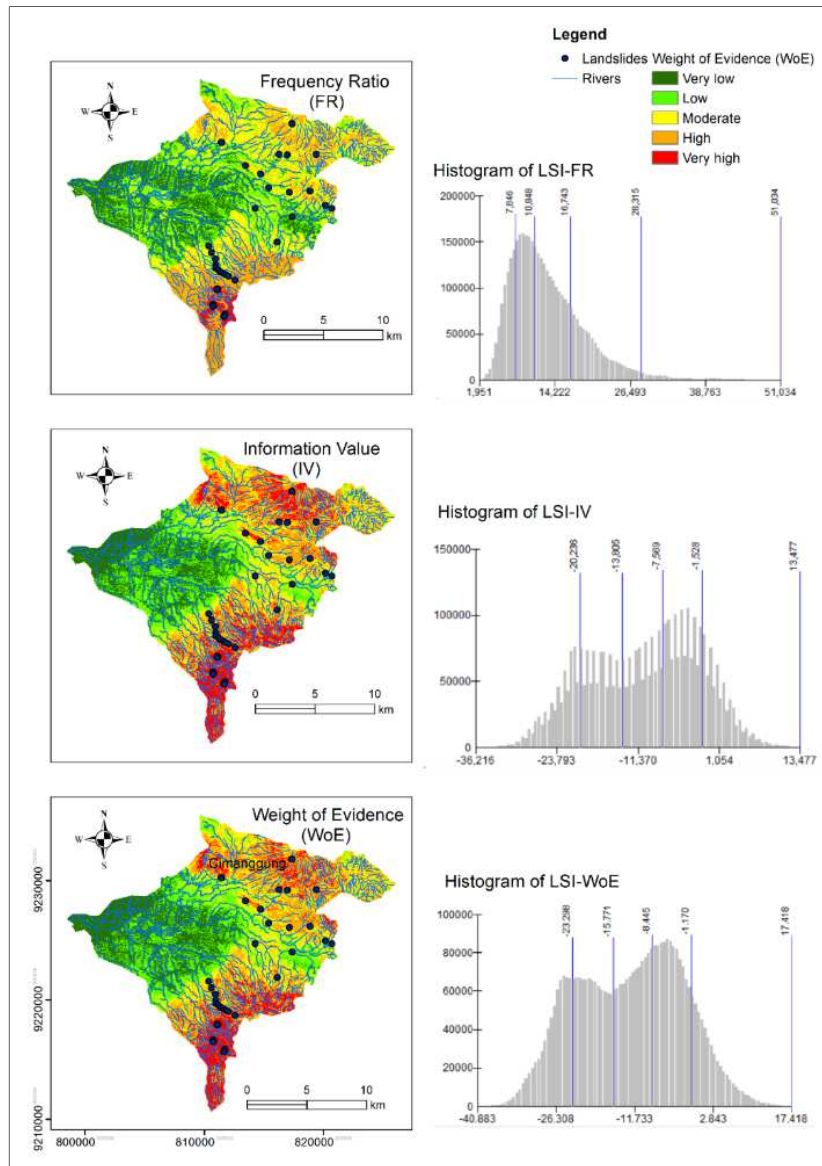 Legend
Landslides Weight of Evidence (WoE)
Rivers
Very low
Low
Moderate
High
Very high
Frequency Ratio
(FR)
N
W E
S
0 5 10
km
Histogram of LSI-FR
7,846 10,848 16,743 28,315 51,034
200000
150000
100000
50000
0
1,951 14,222 26,493 38,763 51,034
Information Value
(IV)
N
W E
S
0 5 10
km
Histogram of LSI-IV
-20,236 -13,805 -7,569 -1,528 13,477
150000
100000
50000
0
-36,216 -23,793 -11,370 1,054 13,477
Weight of Evidence
(WoE)
N
W E
S
Cimanggung
0 5 10
km
9230000
9220000
9210000
800000 810000 820000
Histogram of LSI-WoE
-23.298 -15.771 -8.445 -1.170 17.418
100000
80000
60000
40000
20000
0
-40.883 -26.308 -11.733 2.843 17.418